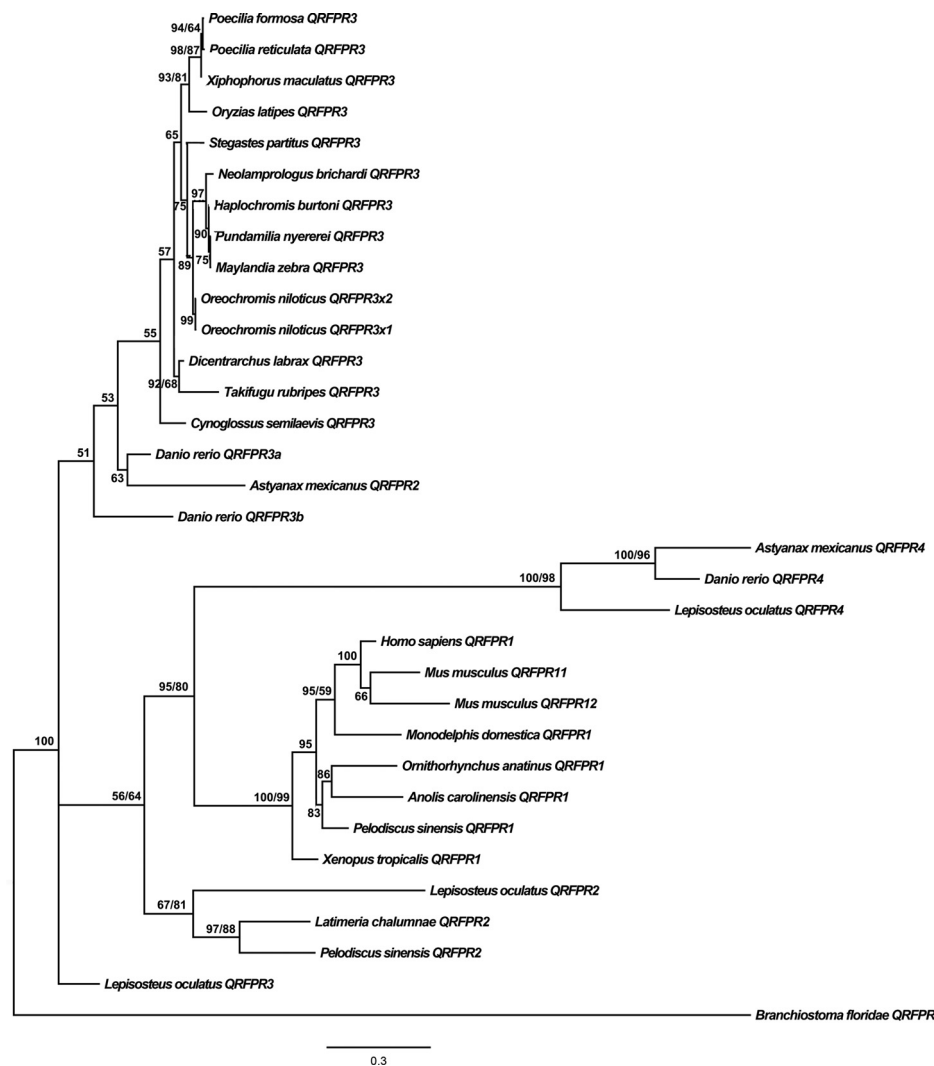 Poecilia formosa QRFPR3
94/64
98/87
Poecilia reticulata QRFPR3
93/81
Xiphophorus maculatus QRFPR3
Oryzias latipes QRFPR3
65
Stegastes partitus QRFPR3
Neolamprologus brichardi QRFPR3
97
75
Haplochromis burtoni QRFPR3
90
Pundamilia nyererei QRFPR3
57
89
75
Maylandia zebra QRFPR3
Oreochromis niloticus QRFPR3x2
99
Oreochromis niloticus QRFPR3x1
55
Dicentrarchus labrax QRFPR3
92/68
Takifugu rubripes QRFPR3
53
Cynoglossus semilaevis QRFPR3
51
Danio rerio QRFPR3a
63
Astyanax mexicanus QRFPR2
Danio rerio QRFPR3b
Astyanax mexicanus QRFPR4
100/96
100/98
Danio rerio QRFPR4
Lepisosteus oculatus QRFPR4
Homo sapiens QRFPR1
100
Mus musculus QRFPR11
66
95/80
95/59
Mus musculus QRFPR12
Monodelphis domestica QRFPR1
95
Ornithorhynchus anatinus QRFPR1
86
100
56/64
100/99
Anolis carolinensis QRFPR1
83
Pelodiscus sinensis QRFPR1
Xenopus tropicalis QRFPR1
Lepisosteus oculatus QRFPR2
67/81
Latimeria chalumnae QRFPR2
97/88
Pelodiscus sinensis QRFPR2
Lepisosteus oculatus QRFPR3
Branchiostoma floridae QRFPR
0.3